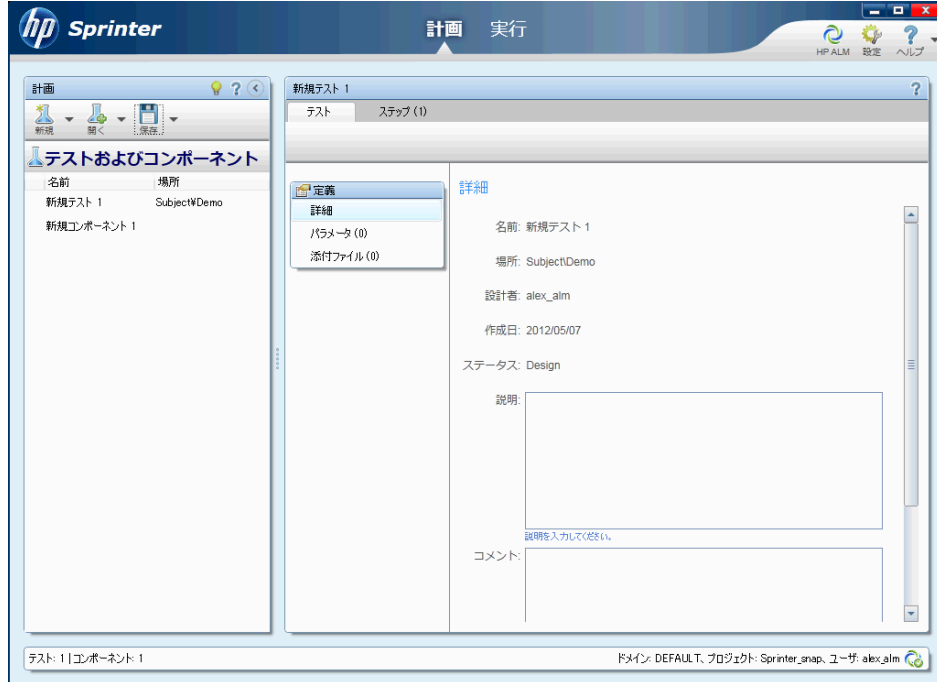 hp Sprinter
計画 実行
HP ALM 設定 ヘルプ
計画
新規 開く 保存
テストおよびコンポーネント
名前 場所
新規テスト 1 Subject¥Demo
新規コンポーネント 1
新規テスト 1
テスト ステップ (1)
定義
詳細
パラメータ (0)
添付ファイル (0)
詳細
名前: 新規テスト 1
場所: Subject\Demo
設計者: alex_alm
作成日: 2012/05/07
ステータス: Design
説明:
説明を入力してください。
コメント:
テスト: 1 | コンポーネント: 1
ドメイン: DEFAULT、プロジェクト: Sprinter_snap、ユーザ: alex_alm